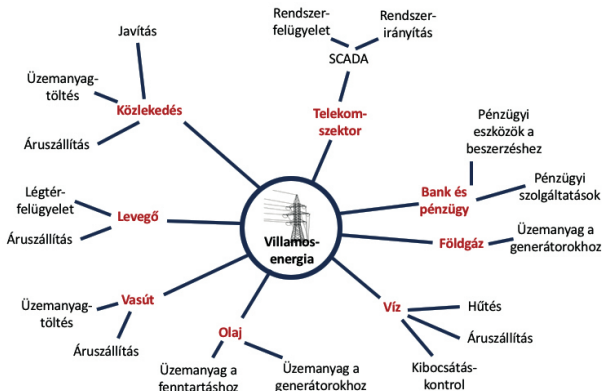 Rendszer-
felügyelet
Rendszer-
irányítás
SCADA
Telekom-
szektor
Javítás
Üzemanyag-
töltés
Közlekedés
Áruszállítás
Pénzügyi
eszközök a
beszerzéshez
Bank és
pénzügy
Pénzügyi
szolgáltatások
Légtér-
felügyelet
Levegő
Áruszállítás
Villamos-
energia
Földgáz
Üzemanyag a
generátorokhoz
Vasút
Üzemanyag-
töltés
Áruszállítás
Olaj
Üzemanyag a
fenntartáshoz
Üzemanyag a
generátorokhoz
Víz
Hűtés
Áruszállítás
Kibocsátás-
kontrol